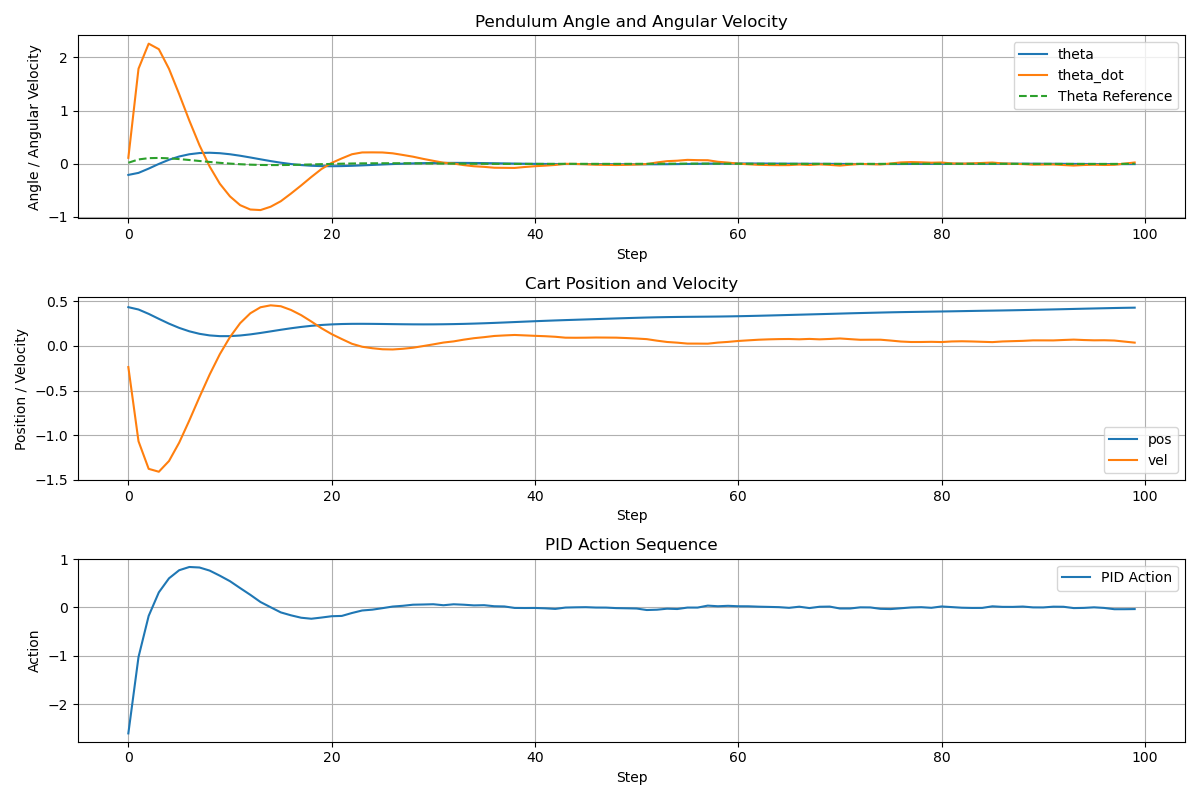 Pendulum Angle and Angular Velocity
Angle / Angular Velocity
2
1
0
−1
theta
theta_dot
Theta Reference
0 20 40 60 80 100
Step
Cart Position and Velocity
Position / Velocity
0.5
0.0
−0.5
−1.0
−1.5
pos
vel
0 20 40 60 80 100
Step
PID Action Sequence
Action
1
0
−1
−2
PID Action
0 20 40 60 80 100
Step